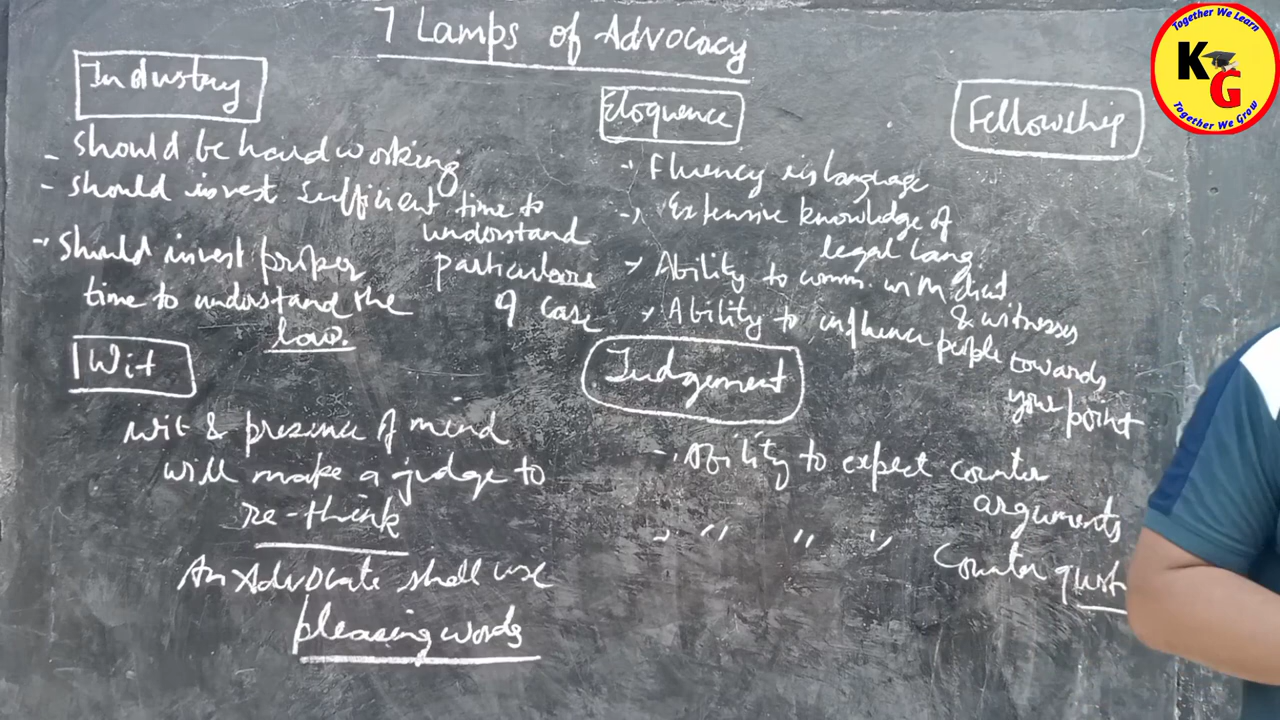 7 Lamps of Advocacy
Industry
- should be hard working
- should invest sufficient time to
understand
particulars
of case
- should invest proper
time to understand the
law.
Wit
wit & presence of mind
will make a judge to
re-think
An Advocate shall use
pleasing words
Eloquence
→ Fluency in language
→ Extensive knowledge of
legal lang
→ Ability to comm. with client
& witnesses
→ Ability to influence people towards
your point
Judgement
→ Ability to expect counter
arguments
→ " " " counter quest
Fellowship
Together We Learn
KG
Together We Grow